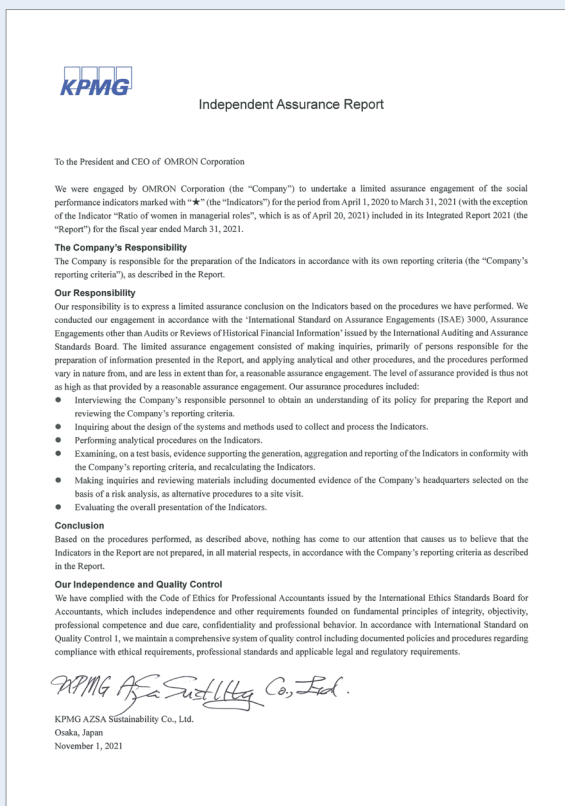 KPMG
Independent Assurance Report
To the President and CEO of OMRON Corporation
We were engaged by OMRON Corporation (the “Company”) to undertake a limited assurance engagement of the social
performance indicators marked with “★” (the “Indicators”) for the period from April 1, 2020 to March 31, 2021 (with the exception
of the Indicator “Ratio of women in managerial roles”, which is as of April 20, 2021) included in its Integrated Report 2021 (the
“Report”) for the fiscal year ended March 31, 2021.
The Company’s Responsibility
The Company is responsible for the preparation of the Indicators in accordance with its own reporting criteria (the “Company’s
reporting criteria”), as described in the Report.
Our Responsibility
Our responsibility is to express a limited assurance conclusion on the Indicators based on the procedures we have performed. We
conducted our engagement in accordance with the ‘International Standard on Assurance Engagements (ISAE) 3000, Assurance
Engagements other than Audits or Reviews of Historical Financial Information’ issued by the International Auditing and Assurance
Standards Board. The limited assurance engagement consisted of making inquiries, primarily of persons responsible for the
preparation of information presented in the Report, and applying analytical and other procedures, and the procedures performed
vary in nature from, and are less in extent than for, a reasonable assurance engagement. The level of assurance provided is thus not
as high as that provided by a reasonable assurance engagement. Our assurance procedures included:
● Interviewing the Company’s responsible personnel to obtain an understanding of its policy for preparing the Report and
reviewing the Company’s reporting criteria.
● Inquiring about the design of the systems and methods used to collect and process the Indicators.
● Performing analytical procedures on the Indicators.
● Examining, on a test basis, evidence supporting the generation, aggregation and reporting of the Indicators in conformity with
the Company’s reporting criteria, and recalculating the Indicators.
● Making inquiries and reviewing materials including documented evidence of the Company’s headquarters selected on the
basis of a risk analysis, as alternative procedures to a site visit.
● Evaluating the overall presentation of the Indicators.
Conclusion
Based on the procedures performed, as described above, nothing has come to our attention that causes us to believe that the
Indicators in the Report are not prepared, in all material respects, in accordance with the Company’s reporting criteria as described
in the Report.
Our Independence and Quality Control
We have complied with the Code of Ethics for Professional Accountants issued by the International Ethics Standards Board for
Accountants, which includes independence and other requirements founded on fundamental principles of integrity, objectivity,
professional competence and due care, confidentiality and professional behavior. In accordance with International Standard on
Quality Control 1, we maintain a comprehensive system of quality control including documented policies and procedures regarding
compliance with ethical requirements, professional standards and applicable legal and regulatory requirements.
KPMG AZSA Co., Ltd.
KPMG AZSA Sustainability Co., Ltd.
Osaka, Japan
November 1, 2021